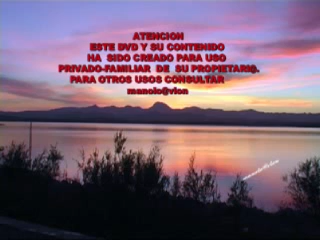 ATENCION
ESTE DVD Y SU CONTENIDO
HA SIDO CREADO PARA USO
PRIVADO-FAMILIAR DE SU PROPIETARI@.
PARA OTROS USOS CONSULTAR
manolo@vion